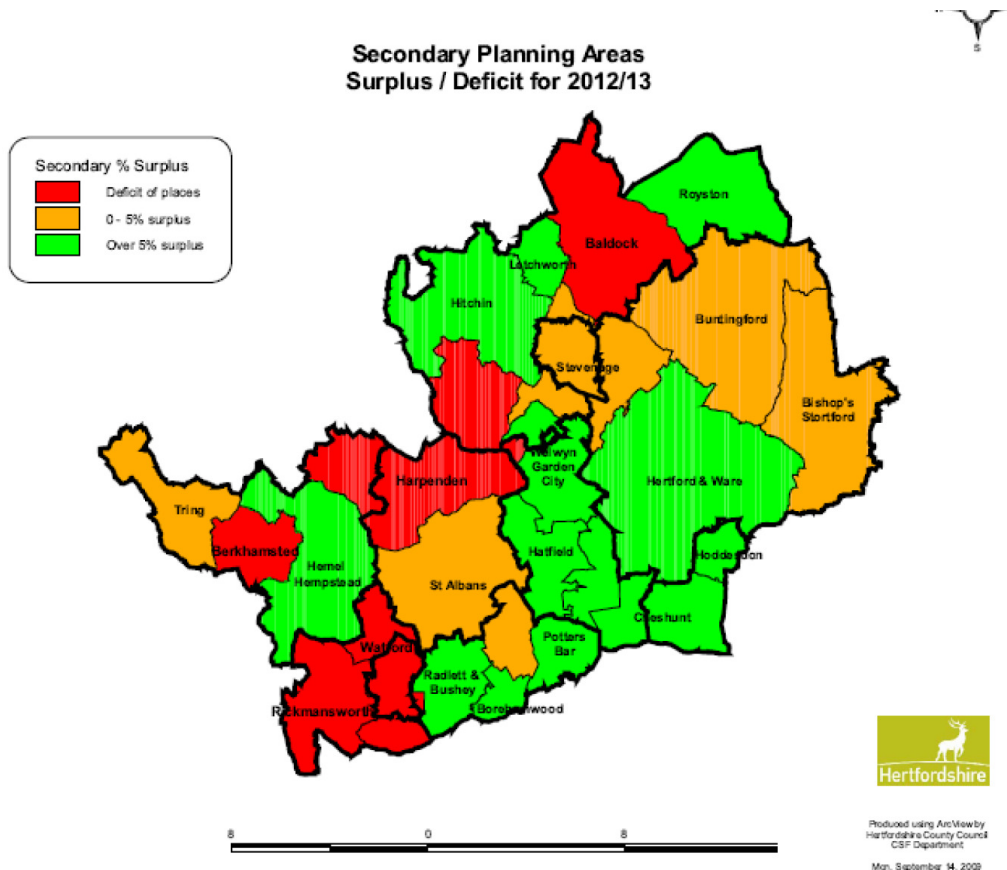 S
Secondary Planning Areas
Surplus / Deficit for 2012/13
Secondary % Surplus
Deficit of places
0 - 5% surplus
Over 5% surplus
Royston
Baldock
Letchworth
Hitchin
Buntingford
Stevenage
Bishop's
Stortford
Welwyn
Garden
City
Harpenden
Hertford & Ware
Tring
Berkhamsted
Hatfield
Hoddesdon
Hemel
Hempstead
St Albans
Cheshunt
Potters
Bar
Watford
Radlett &
Bushey
Rickmansworth
Borehamwood
Hertfordshire
8 0 8
Produced using ArcView by
Hertfordshire County Council
CSF Department
Mon, September 14, 2009